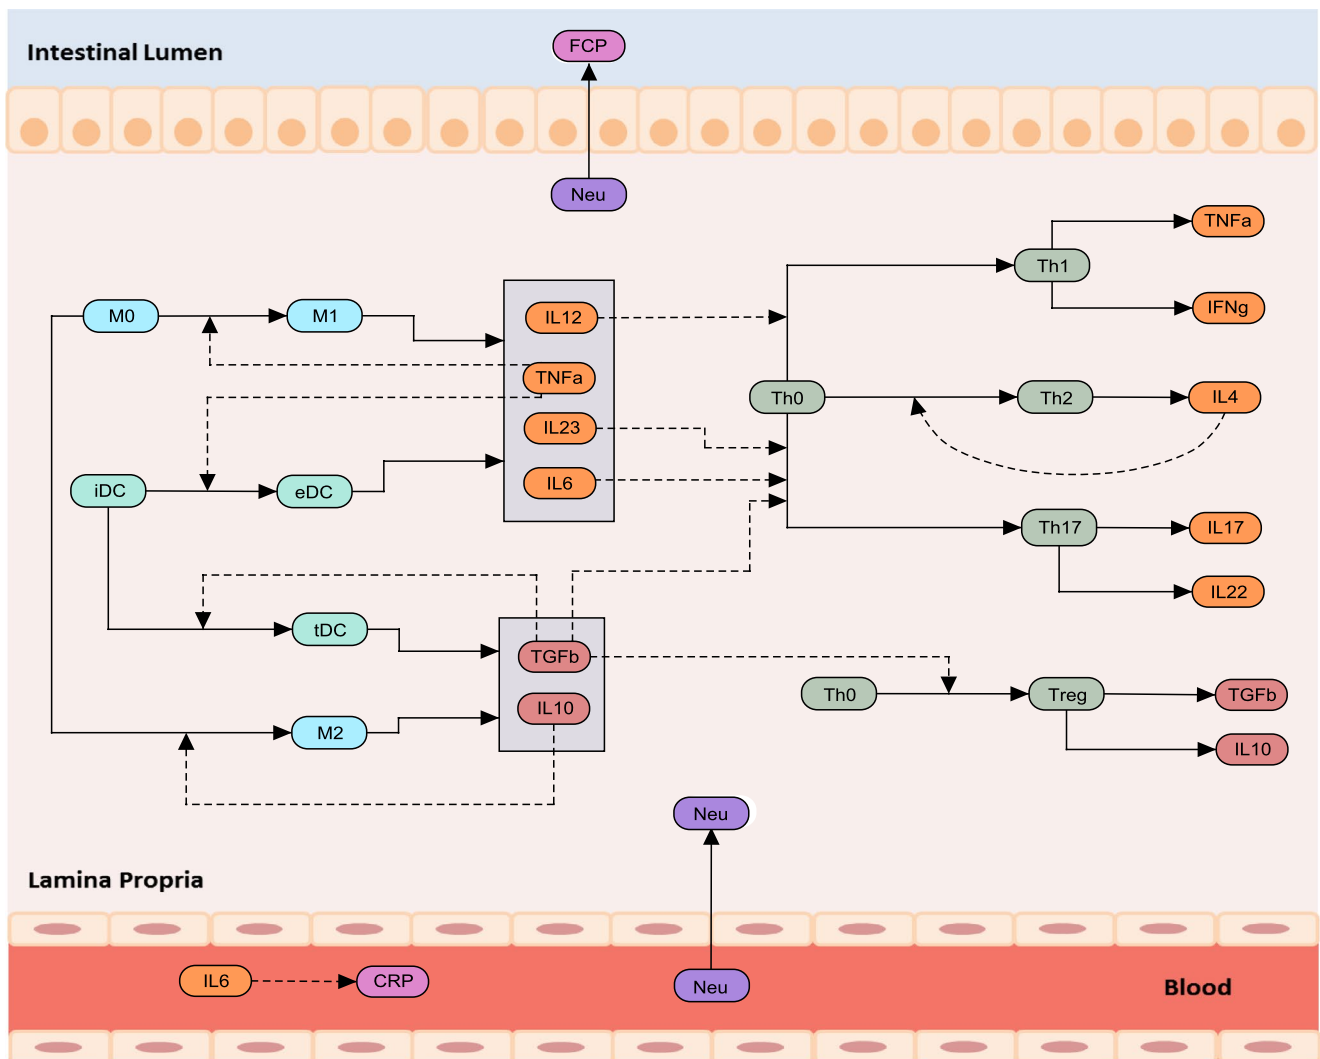 FCP
Intestinal Lumen
Neu
TNFa
Th1
IFNg
M0
M1
IL12
TNFa
Th0
Th2
IL4
IL23
IL6
iDC
eDC
Th17
IL17
IL22
tDC
TGFb
IL10
M2
Th0
Treg
TGFb
IL10
Neu
Lamina Propria
IL6
CRP
Neu
Blood